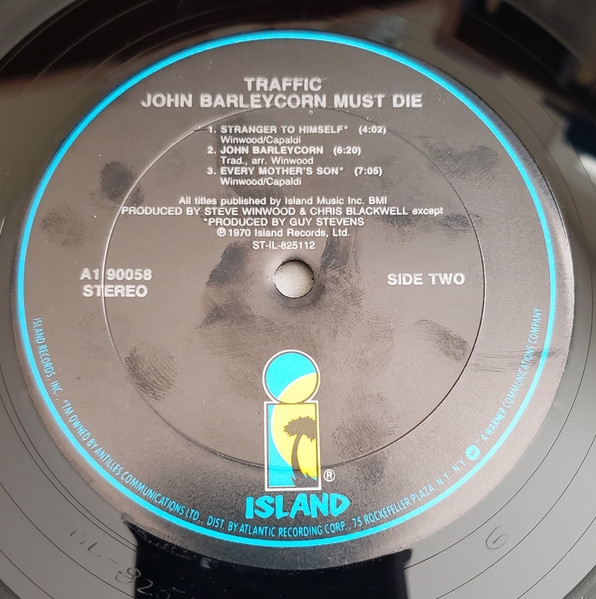 TRAFFIC
JOHN BARLEYCORN MUST DIE
1. STRANGER TO HIMSELF* (4:02)
Winwood/Capaldi
2. JOHN BARLEYCORN (6:20)
Trad., arr. Winwood
3. EVERY MOTHER'S SON* (7:05)
Winwood/Capaldi
All titles published by Island Music Inc. BMI
PRODUCED BY STEVE WINWOOD & CHRIS BLACKWELL except
*PRODUCED BY GUY STEVENS
℗ 1970 Island Records, Ltd.
ST-IL-825112
A1 90058
STEREO
SIDE TWO
®
ISLAND
ISLAND RECORDS, INC., *TM OWNED BY ANTILLES COMMUNICATIONS LTD., DIST. BY ATLANTIC RECORDING CORP., 75 ROCKEFELLER PLAZA, N.Y., N.Y. A WARNER COMMUNICATIONS COMPANY